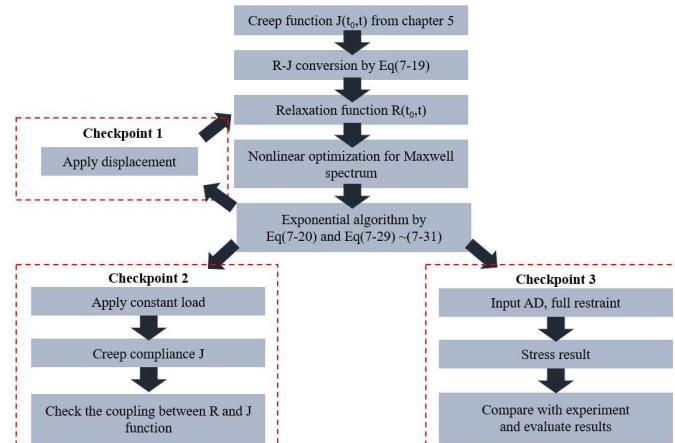 Creep function J(t0,t) from chapter 5
R-J conversion by Eq(7-19)
Relaxation function R(t0,t)
Checkpoint 1
Apply displacement
Nonlinear optimization for Maxwell
spectrum
Exponential algorithm by
Eq(7-20) and Eq(7-29) ~(7-31)
Checkpoint 2
Apply constant load
Creep compliance J
Check the coupling between R and J
function
Checkpoint 3
Input AD, full restraint
Stress result
Compare with experiment
and evaluate results